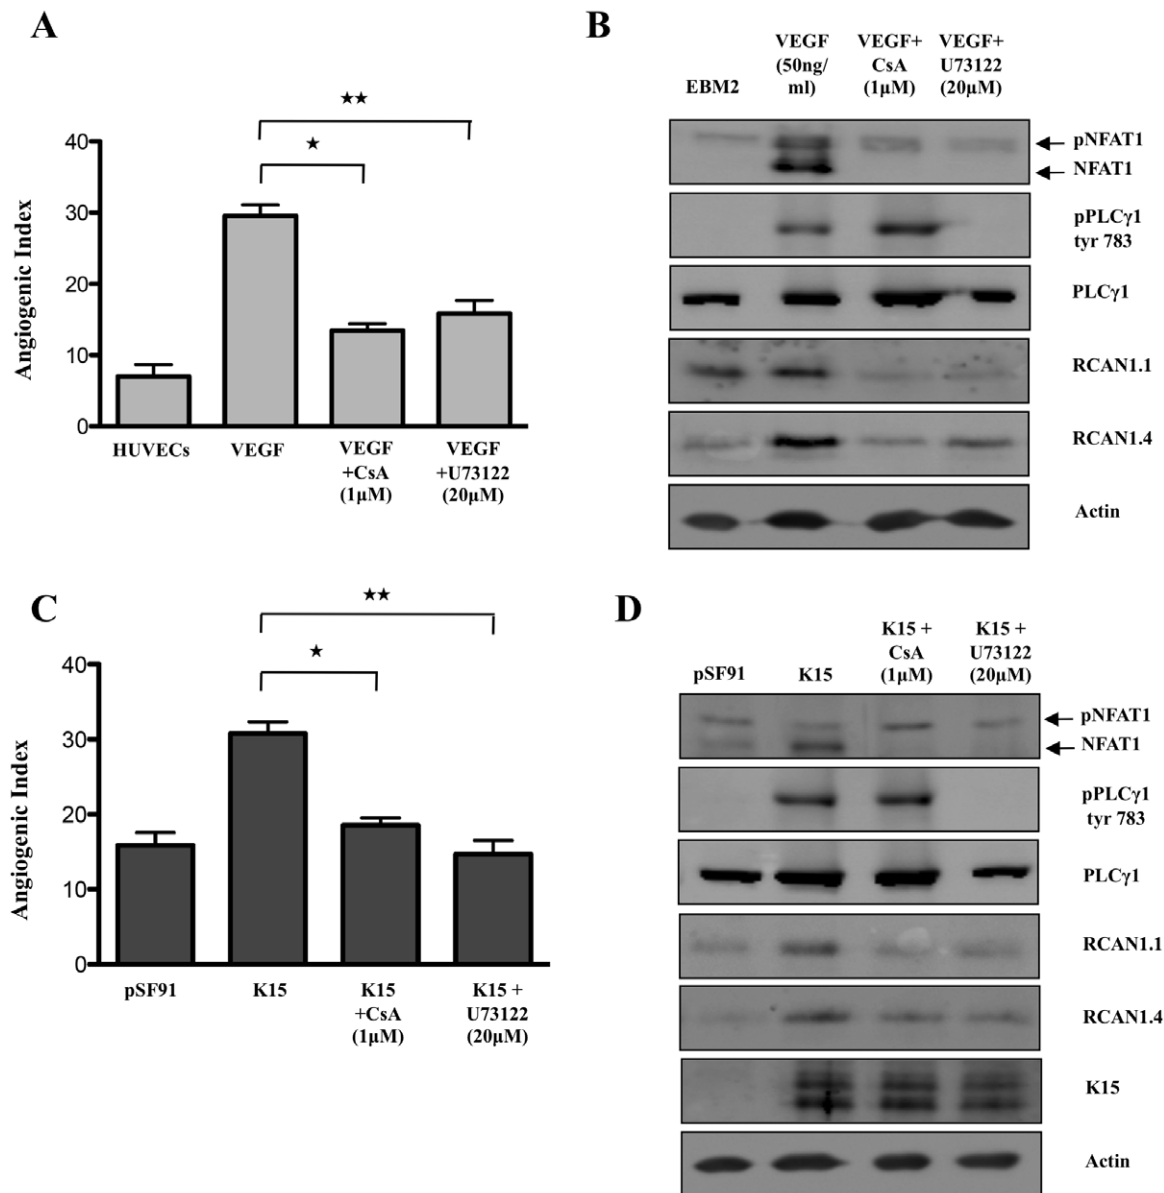 A
★★
★
40
30
20
10
0
Angiogenic Index
HUVECs
VEGF
VEGF
+CsA
(1µM)
VEGF
+U73122
(20µM)
B
EBM2
VEGF
(50ng/
ml)
VEGF+
CsA
(1µM)
VEGF+
U73122
(20µM)
pNFAT1
NFAT1
pPLCγ1
tyr 783
PLCγ1
RCAN1.1
RCAN1.4
Actin
C
★★
★
40
30
20
10
0
Angiogenic Index
pSF91
K15
K15
+CsA
(1µM)
K15 +
U73122
(20µM)
D
pSF91
K15
K15 +
CsA
(1µM)
K15 +
U73122
(20µM)
pNFAT1
NFAT1
pPLCγ1
tyr 783
PLCγ1
RCAN1.1
RCAN1.4
K15
Actin